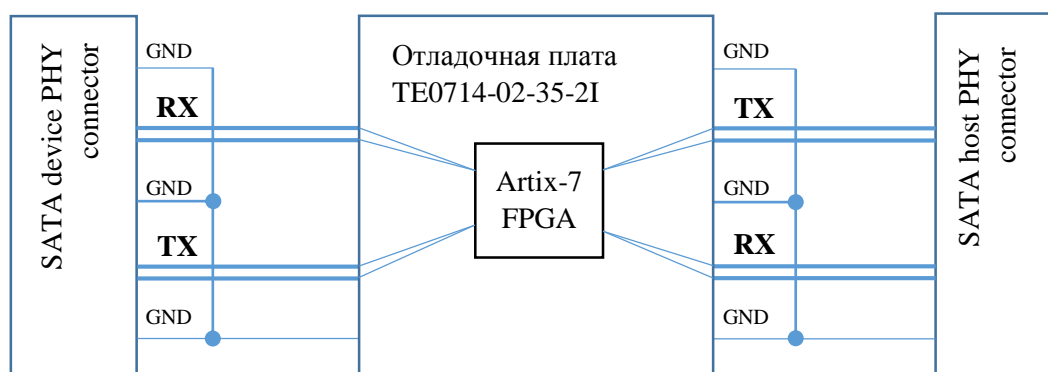 SATA device PHY
connector
GND
RX
GND
TX
GND
Отладочная плата
TE0714-02-35-2I
Artix-7
FPGA
GND
TX
GND
RX
GND
SATA host PHY
connector